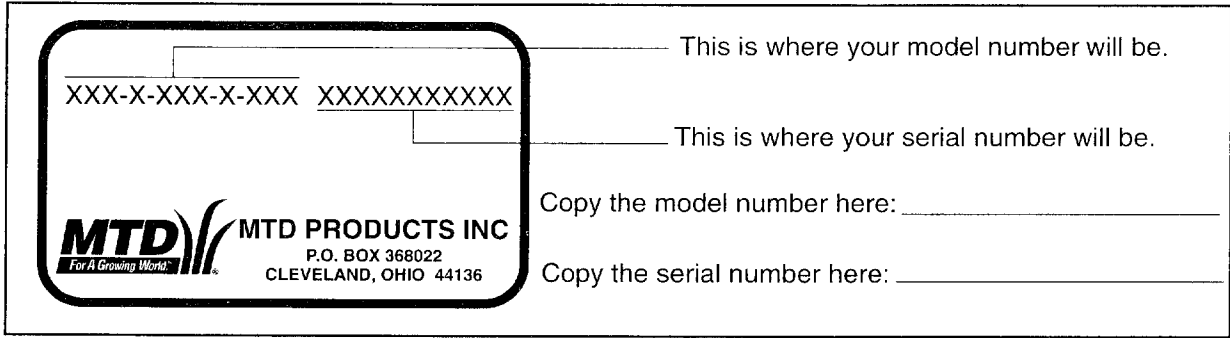 This is where your model number will be.
XXX-X-XXX-X-XXX XXXXXXXXXXX
This is where your serial number will be.
MTD
For A Growing World.™
®
MTD PRODUCTS INC
P.O. BOX 368022
CLEVELAND, OHIO 44136
Copy the model number here:
Copy the serial number here: